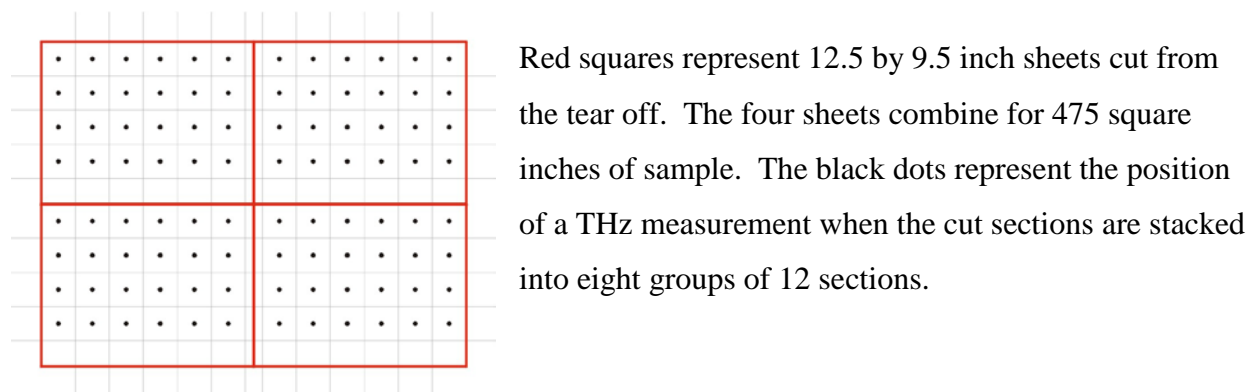 Red squares represent 12.5 by 9.5 inch sheets cut from
the tear off. The four sheets combine for 475 square
inches of sample. The black dots represent the position
of a THz measurement when the cut sections are stacked
into eight groups of 12 sections.